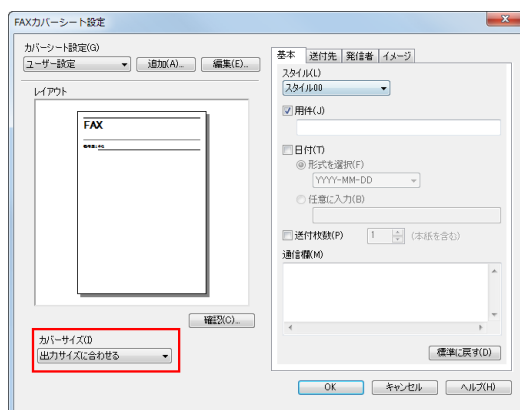 FAXカバーシート設定
カバーシート設定(G)
ユーザー設定
追加(A)...
編集(E)...
レイアウト
FAX
確認(C)...
カバーサイズ(I)
出力サイズに合わせる
基本 送付先 発信者 イメージ
スタイル(L)
スタイル00
用件(J)
日付(T)
形式を選択(F)
YYYY-MM-DD
任意に入力(B)
送付枚数(P) 1 (本紙を含む)
通信欄(M)
標準に戻す(D)
OK キャンセル ヘルプ(H)